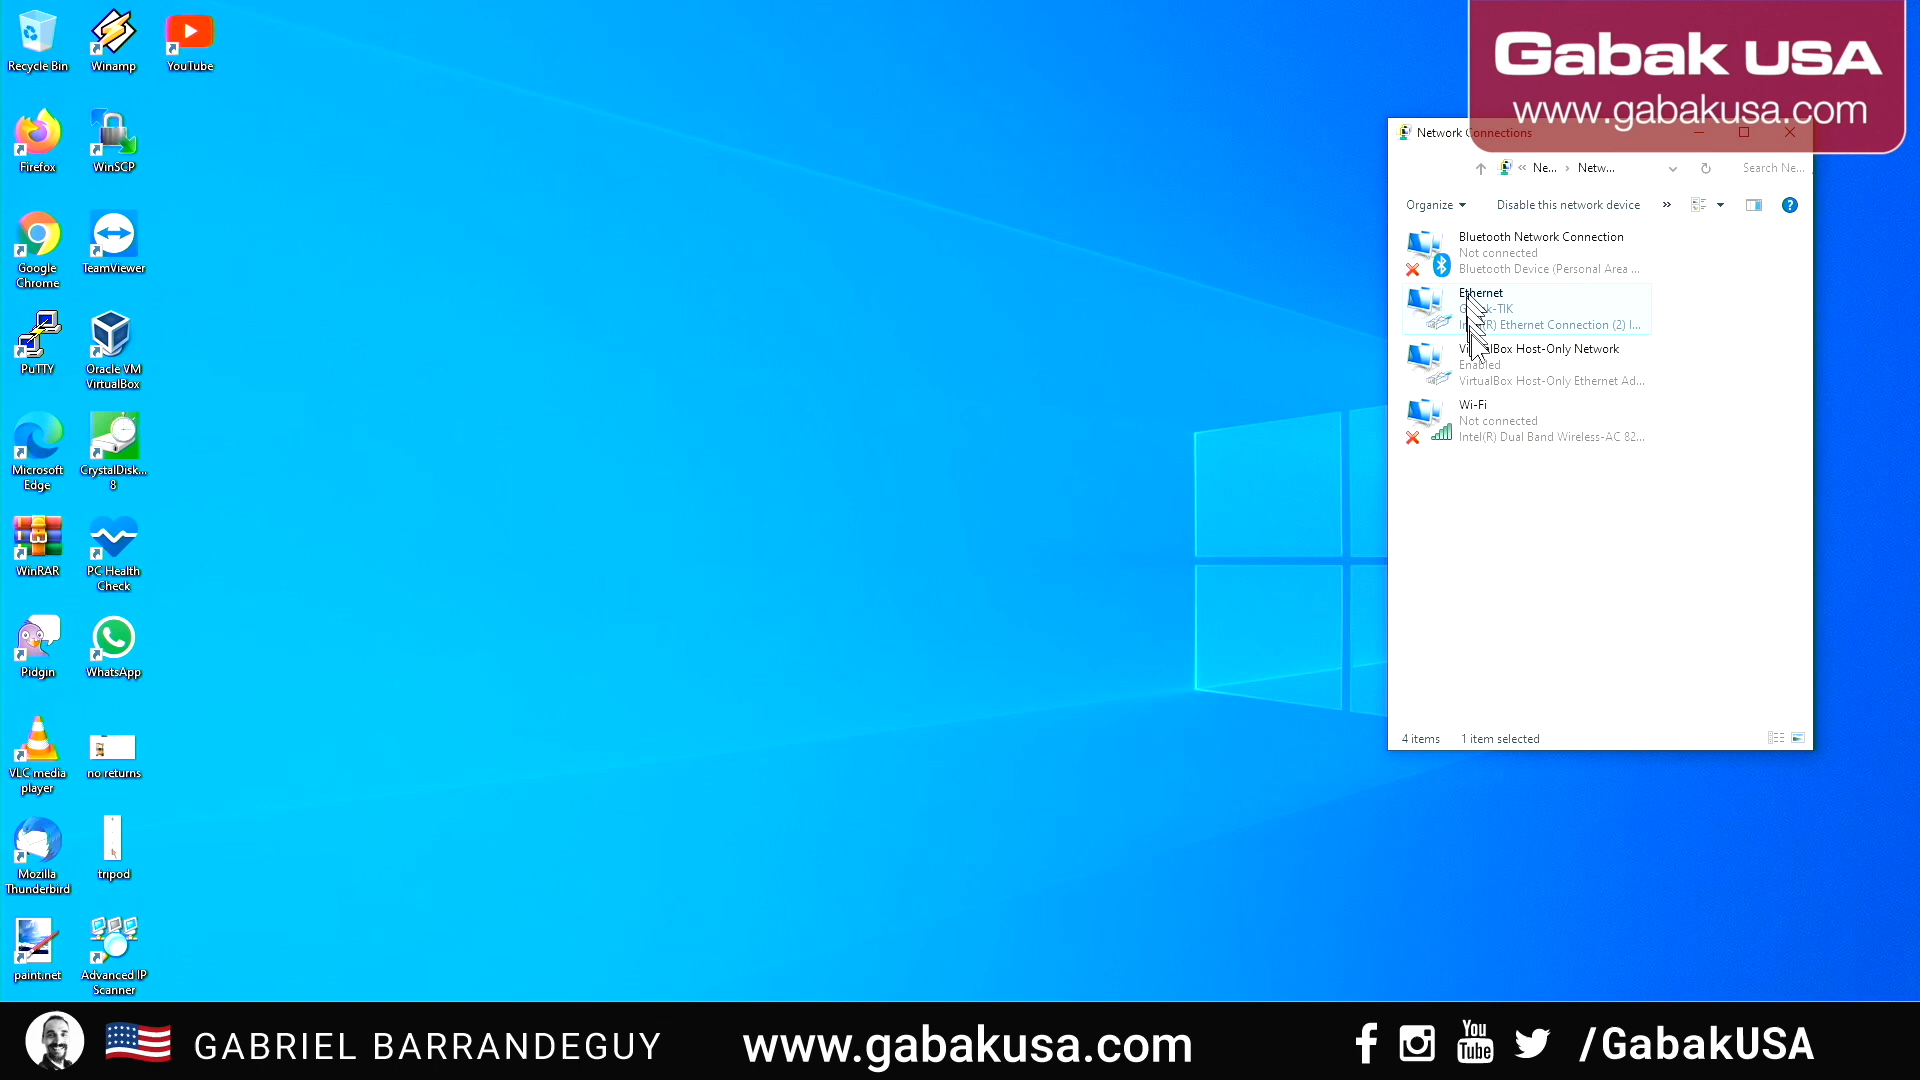 Recycle Bin
Winamp
YouTube
Firefox
WinSCP
Google
Chrome
TeamViewer
PuTTY
Oracle VM
VirtualBox
Microsoft
Edge
CrystalDisk...
8
WinRAR
PC Health
Check
Pidgin
WhatsApp
VLC media
player
no returns
Mozilla
Thunderbird
tripod
paint.net
Advanced IP
Scanner
Gabak USA
www.gabakusa.com
Network Connections
« Ne... › Netw...
Search Ne...
Organize
Disable this network device
»
Bluetooth Network Connection
Not connected
Bluetooth Device (Personal Area ...
Ethernet
-TIK
Ethernet Connection (2) I...
VirtualBox Host-Only Network
Enabled
VirtualBox Host-Only Ethernet Ad...
Wi-Fi
Not connected
Intel(R) Dual Band Wireless-AC 82...
4 items
1 item selected
GABRIEL BARRANDEGUY
www.gabakusa.com
You
Tube
/GabakUSA